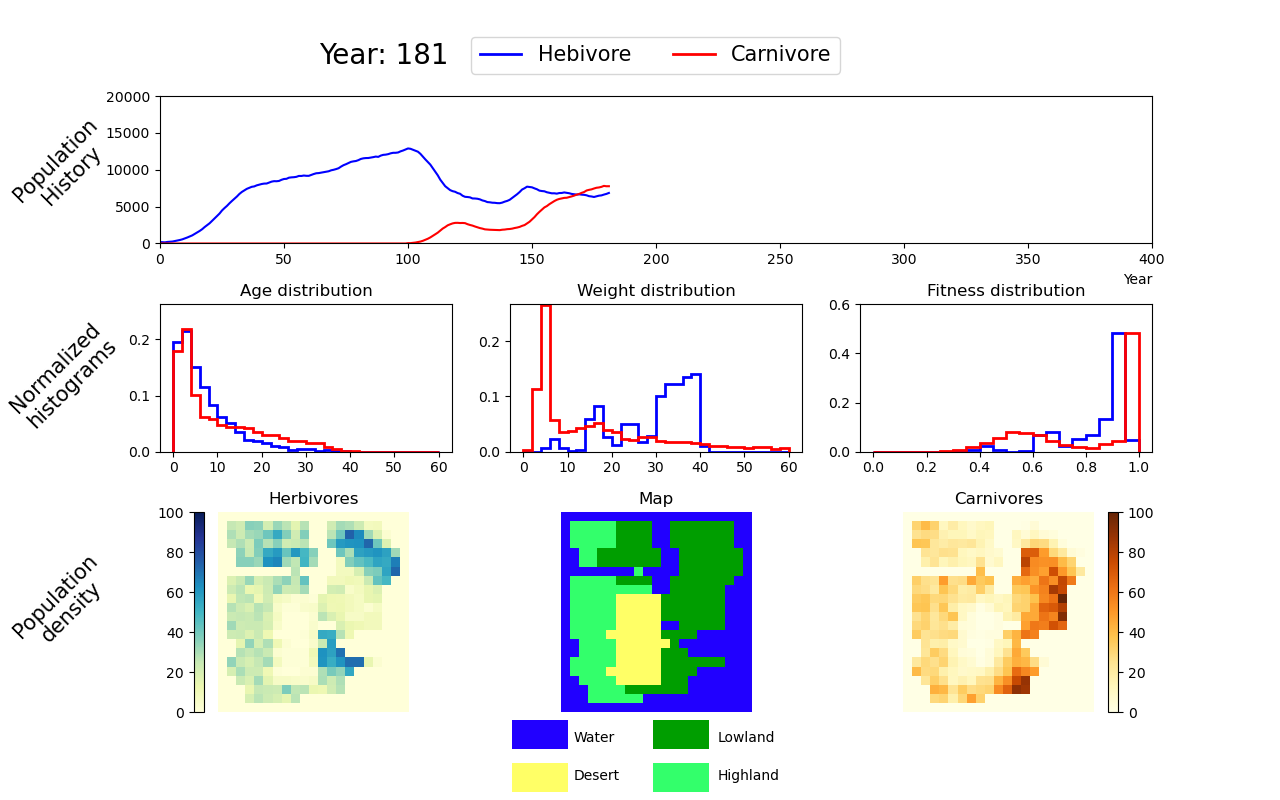 Year: 181
Hebivore
Carnivore
Population
History
20000
15000
10000
5000
0
0 50 100 150 200 250 300 350 400
Year
Normalized
histograms
Age distribution
0.2
0.1
0.0
0 10 20 30 40 50 60
Weight distribution
0.2
0.1
0.0
0 10 20 30 40 50 60
Fitness distribution
0.6
0.4
0.2
0.0
0.0 0.2 0.4 0.6 0.8 1.0
Population
density
Herbivores
100
80
60
40
20
0
Map
Carnivores
100
80
60
40
20
0
Water
Lowland
Desert
Highland